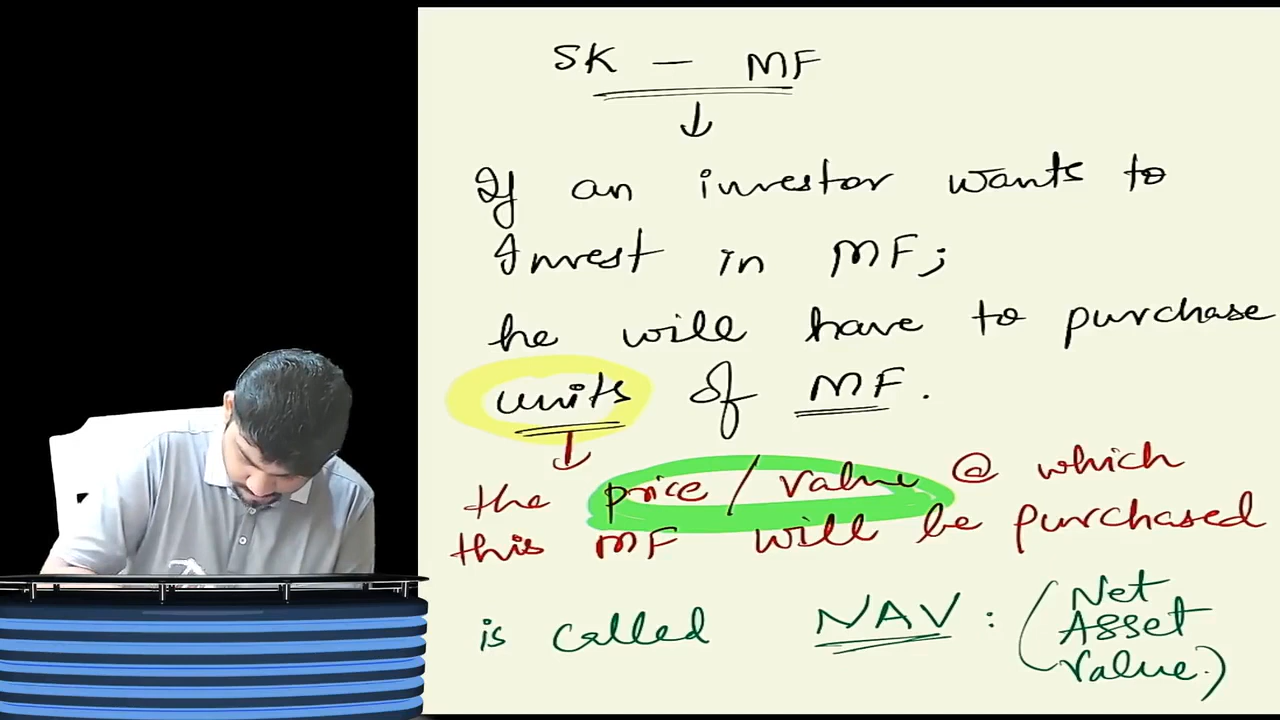 SK - MF
↓
If an investor wants to
Invest in MF;
he will have to purchase
units of MF.
↓
the price / value @ which
this MF will be purchased
is called NAV : (Net
Asset
Value.)